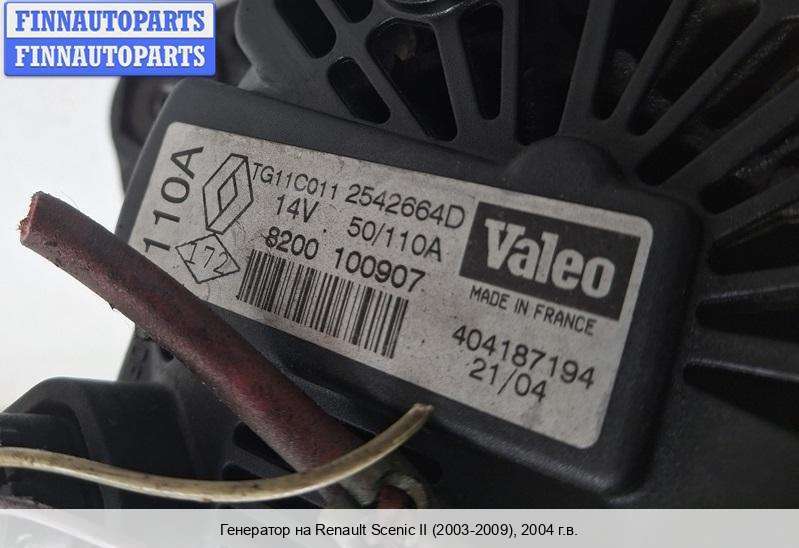 FINNAUTOPARTS
FINNAUTOPARTS
110A
TG11C011 2542664D
14V 50/110A
172
8200 100907
Valeo
MADE IN FRANCE
404187194
21/04
Генератор на Renault Scenic II (2003-2009), 2004 г.в.